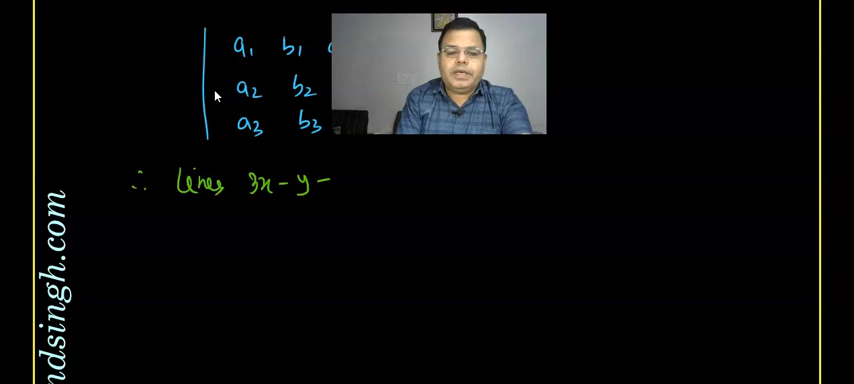 a₁ b₁
a₂ b₂
a₃ b₃
∴ lines 3x - y -
ndsingh.com